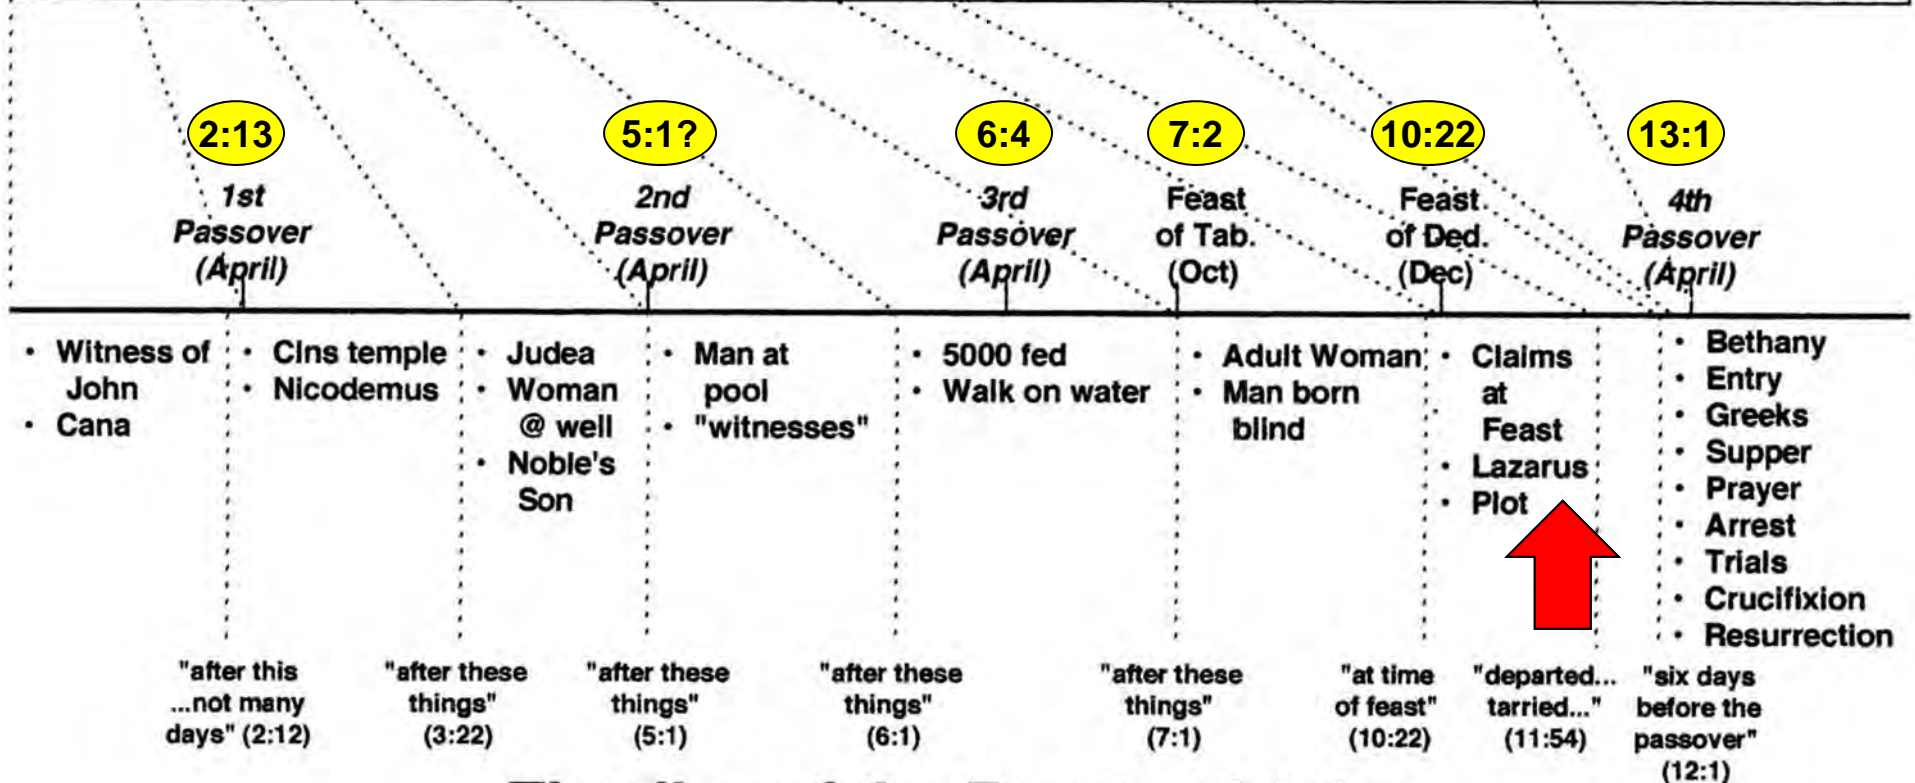 2:13
1st
Passover
(April)
5:1?
2nd
Passover
(April)
6:4
3rd
Passover
(April)
7:2
Feast
of Tab.
(Oct)
10:22
Feast
of Ded.
(Dec)
13:1
4th
Passover
(April)
• Witness of
John
• Cana
• Clns temple
• Nicodemus
• Judea
• Woman
@ well
• Noble's
Son
• Man at
pool
• "witnesses"
• 5000 fed
• Walk on water
• Adult Woman
• Man born
blind
• Claims
at
Feast
• Lazarus
• Plot
• Bethany
• Entry
• Greeks
• Supper
• Prayer
• Arrest
• Trials
• Crucifixion
• Resurrection
"after this
...not many
days" (2:12)
"after these
things"
(3:22)
"after these
things"
(5:1)
"after these
things"
(6:1)
"after these
things"
(7:1)
"at time
of feast"
(10:22)
"departed...
tarried..."
(11:54)
"six days
before the
passover"
(12:1)